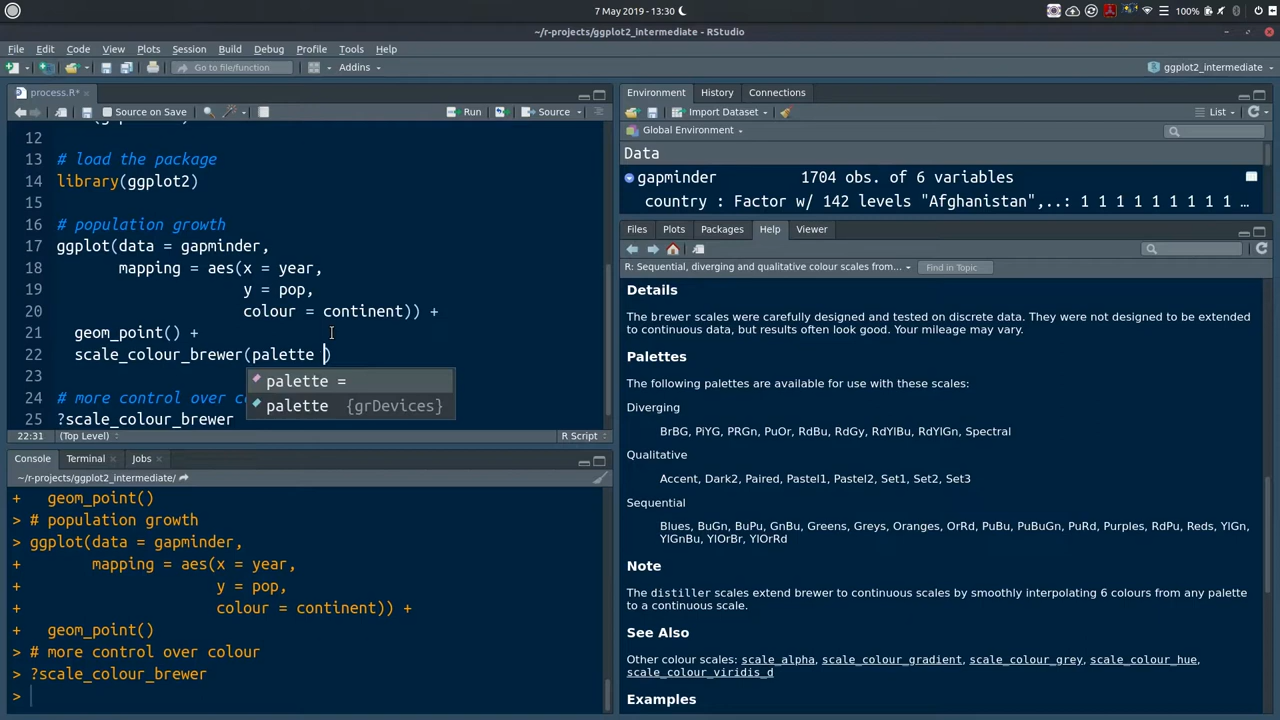 7 May 2019 - 13:30
100%
~/r-projects/ggplot2_intermediate - RStudio
File Edit Code View Plots Session Build Debug Profile Tools Help
Go to file/function Addins ggplot2_intermediate
process.R*
Source on Save Run Source
12
13 # load the package
14 library(ggplot2)
15
16 # population growth
17 ggplot(data = gapminder,
18 mapping = aes(x = year,
19 y = pop,
20 colour = continent)) +
21 geom_point() +
22 scale_colour_brewer(palette )
palette =
palette {grDevices}
23
24 # more control over co
25 ?scale_colour_brewer
22:31 (Top Level) R Script
Console Terminal Jobs
~/r-projects/ggplot2_intermediate/
+ geom_point()
> # population growth
> ggplot(data = gapminder,
+ mapping = aes(x = year,
+ y = pop,
+ colour = continent)) +
+ geom_point()
> # more control over colour
> ?scale_colour_brewer
>
Environment History Connections
Import Dataset List
Global Environment
Data
gapminder 1704 obs. of 6 variables
country : Factor w/ 142 levels "Afghanistan",..: 1 1 1 1 1 1 1 1 1 ...
Files Plots Packages Help Viewer
R: Sequential, diverging and qualitative colour scales from... Find in Topic
Details
The brewer scales were carefully designed and tested on discrete data. They were not designed to be extended
to continuous data, but results often look good. Your mileage may vary.
Palettes
The following palettes are available for use with these scales:
Diverging
BrBG, PiYG, PRGn, PuOr, RdBu, RdGy, RdYlBu, RdYlGn, Spectral
Qualitative
Accent, Dark2, Paired, Pastel1, Pastel2, Set1, Set2, Set3
Sequential
Blues, BuGn, BuPu, GnBu, Greens, Greys, Oranges, OrRd, PuBu, PuBuGn, PuRd, Purples, RdPu, Reds, YlGn,
YlGnBu, YlOrBr, YlOrRd
Note
The distiller scales extend brewer to continuous scales by smoothly interpolating 6 colours from any palette
to a continuous scale.
See Also
Other colour scales: scale_alpha, scale_colour_gradient, scale_colour_grey, scale_colour_hue,
scale_colour_viridis_d
Examples